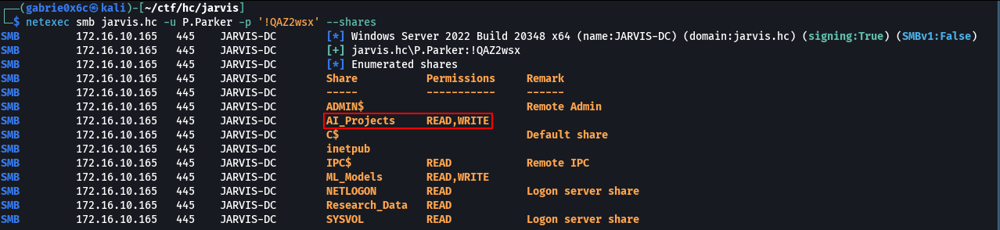 ┌──(gabrie0x6c㉿kali)-[~/ctf/hc/jarvis]
└─$ netexec smb jarvis.hc -u P.Parker -p '!QAZ2wsx' --shares
SMB 172.16.10.165 445 JARVIS-DC [*] Windows Server 2022 Build 20348 x64 (name:JARVIS-DC) (domain:jarvis.hc) (signing:True) (SMBv1:False)
SMB 172.16.10.165 445 JARVIS-DC [+] jarvis.hc\P.Parker:!QAZ2wsx
SMB 172.16.10.165 445 JARVIS-DC [*] Enumerated shares
SMB 172.16.10.165 445 JARVIS-DC Share Permissions Remark
SMB 172.16.10.165 445 JARVIS-DC ----- ----------- ------
SMB 172.16.10.165 445 JARVIS-DC ADMIN$ Remote Admin
SMB 172.16.10.165 445 JARVIS-DC AI_Projects READ,WRITE
SMB 172.16.10.165 445 JARVIS-DC C$ Default share
SMB 172.16.10.165 445 JARVIS-DC inetpub
SMB 172.16.10.165 445 JARVIS-DC IPC$ READ Remote IPC
SMB 172.16.10.165 445 JARVIS-DC ML_Models READ,WRITE
SMB 172.16.10.165 445 JARVIS-DC NETLOGON READ Logon server share
SMB 172.16.10.165 445 JARVIS-DC Research_Data READ
SMB 172.16.10.165 445 JARVIS-DC SYSVOL READ Logon server share